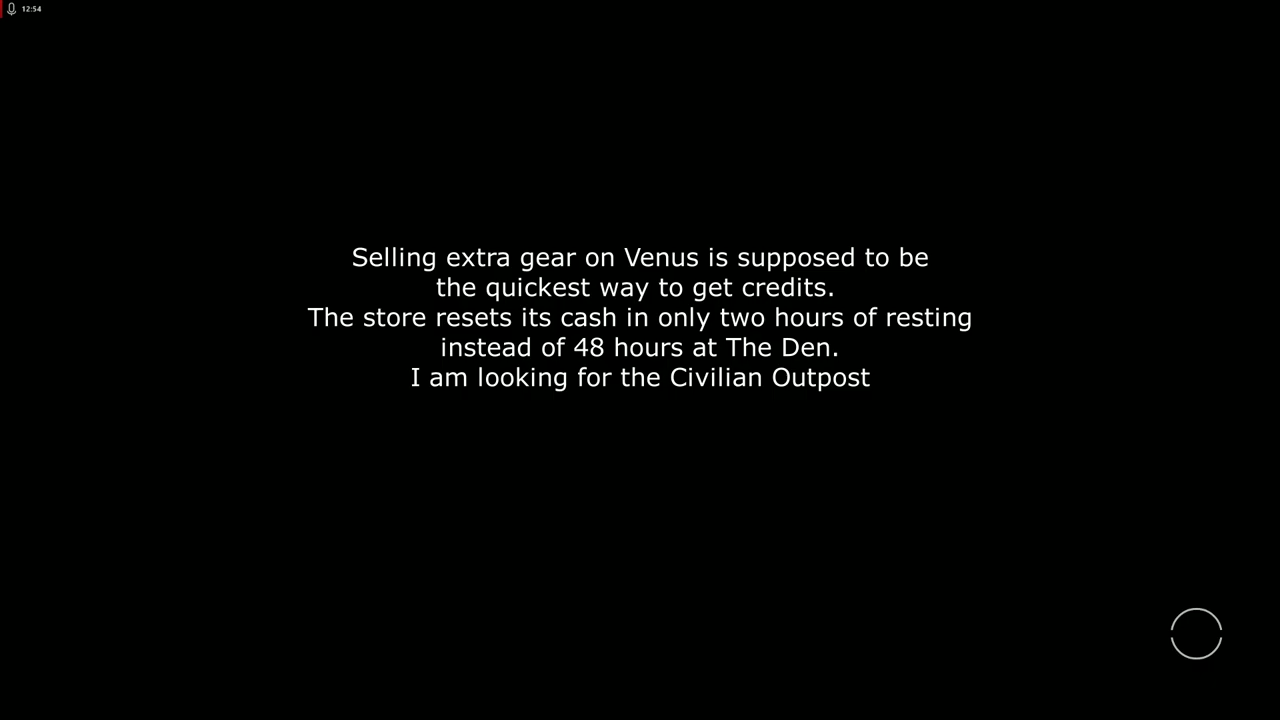 12:54
Selling extra gear on Venus is supposed to be
the quickest way to get credits.
The store resets its cash in only two hours of resting
instead of 48 hours at The Den.
I am looking for the Civilian Outpost